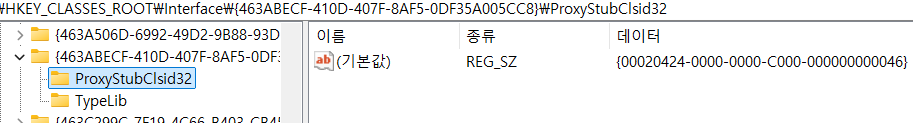 ₩HKEY_CLASSES_ROOT₩Interface₩{463ABECF-410D-407F-8AF5-0DF35A005CC8}₩ProxyStubClsid32
{463A506D-6992-49D2-9B88-93D
{463ABECF-410D-407F-8AF5-0DF3
ProxyStubClsid32
TypeLib
이름 종류 데이터
ab (기본값) REG_SZ {00020424-0000-0000-C000-000000000046}